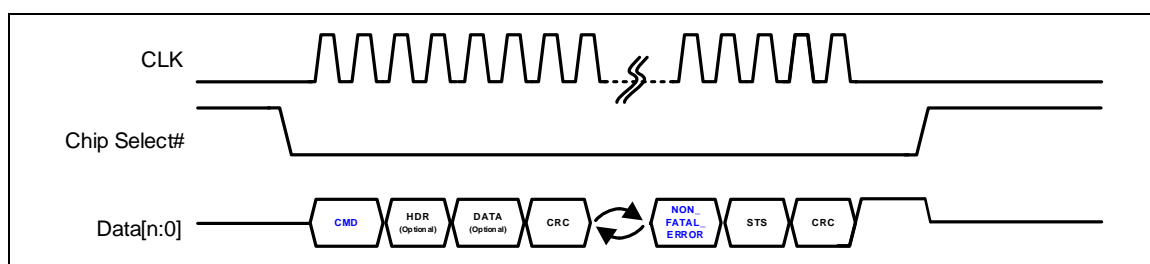 CLK
Chip Select#
Data[n:0]
CMD
HDR
(Optional)
DATA
(Optional)
CRC
NON_
FATAL_
ERROR
STS
CRC